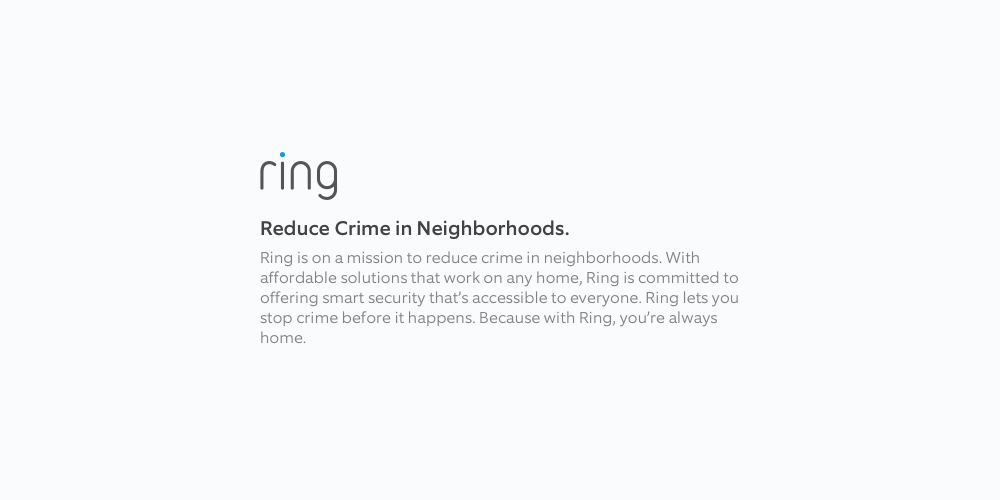 ring
Reduce Crime in Neighborhoods.
Ring is on a mission to reduce crime in neighborhoods. With
affordable solutions that work on any home, Ring is committed to
offering smart security that’s accessible to everyone. Ring lets you
stop crime before it happens. Because with Ring, you’re always
home.